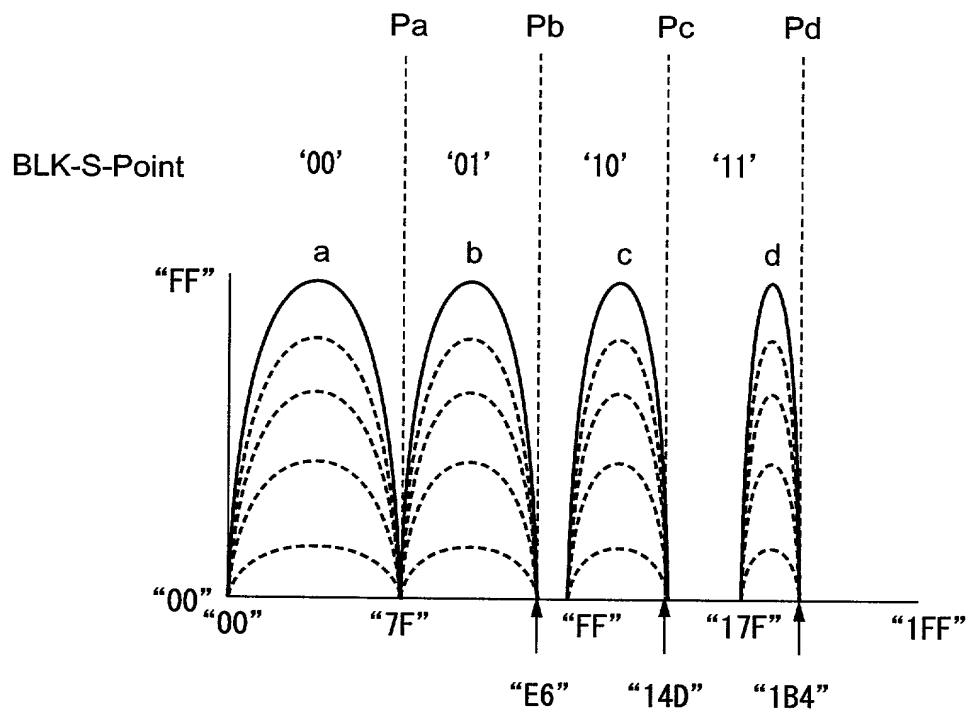 Pa Pb Pc Pd
BLK-S-Point '00' '01' '10' '11'
a b c d
“FF”
“00”
“00” “7F” “FF” “17F” “1FF”
“E6” “14D” “1B4”